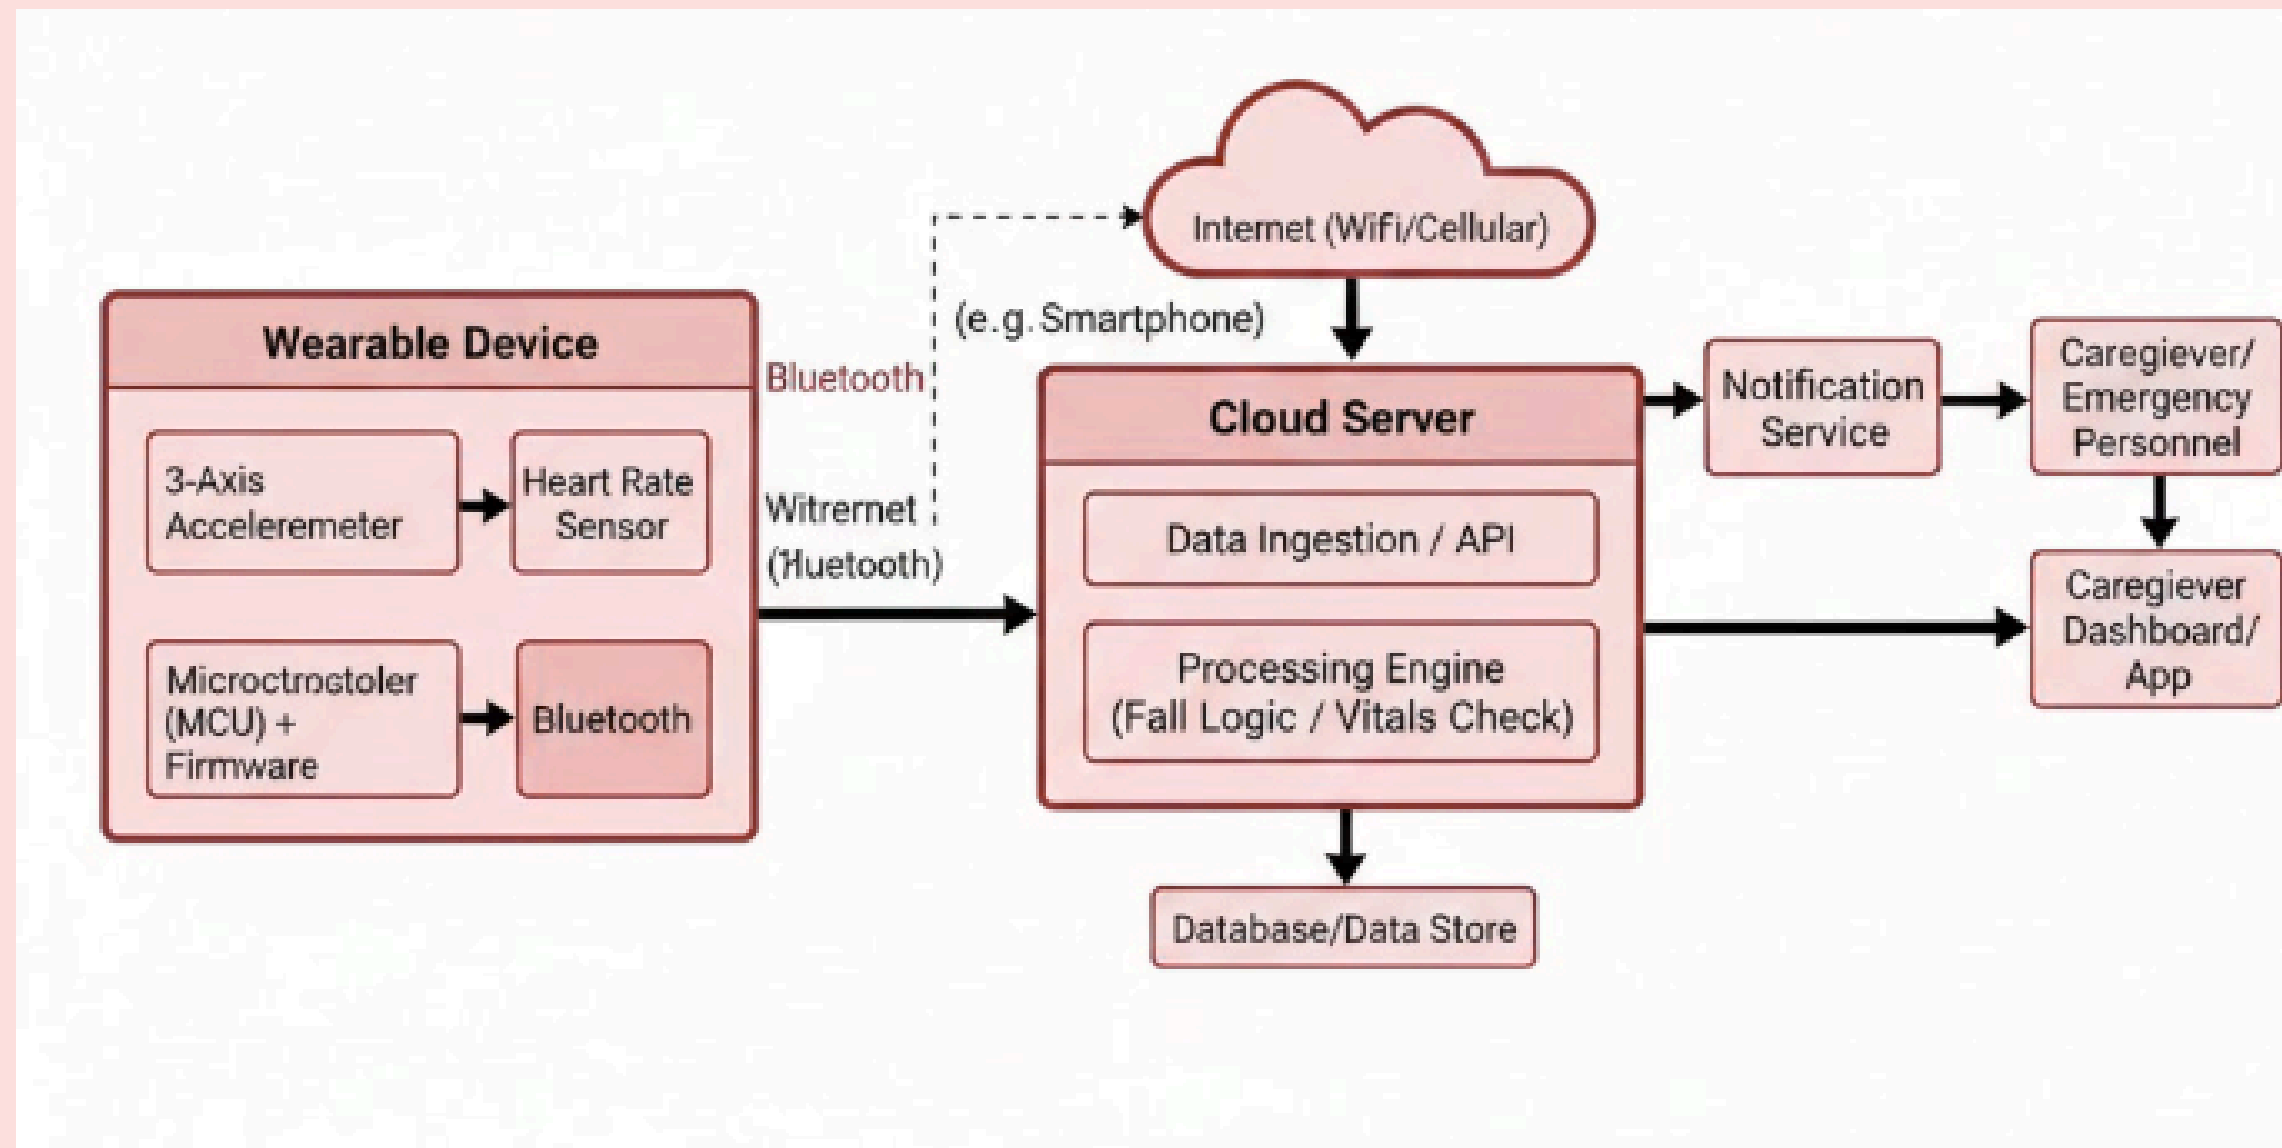 Internet (Wifi/Cellular)
(e.g. Smartphone)
Wearable Device
Bluetooth
3-Axis
Acceleremeter
Heart Rate
Sensor
Witrernet
(Huetooth)
Microctrostoler
(MCU) +
Firmware
Bluetooth
Cloud Server
Data Ingestion / API
Processing Engine
(Fall Logic / Vitals Check)
Database/Data Store
Notification
Service
Caregiever/
Emergency
Personnel
Caregiever
Dashboard/
App